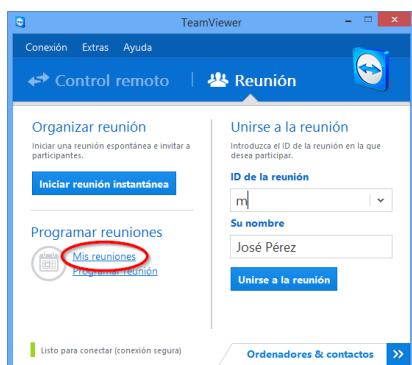 TeamViewer
Conexión Extras Ayuda
Control remoto
Reunión
Organizar reunión
Iniciar una reunión espontánea e invitar a
participantes.
Iniciar reunión instantánea
Programar reuniones
Mis reuniones
Programar reunión
Unirse a la reunión
Introduzca el ID de la reunión en la que
desea participar.
ID de la reunión
m
Su nombre
José Pérez
Unirse a la reunión
Listo para conectar (conexión segura)
Ordenadores & contactos